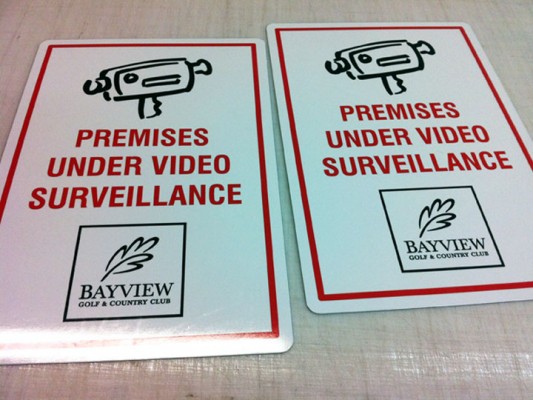 PREMISES
UNDER VIDEO
SURVEILLANCE
BAYVIEW
GOLF & COUNTRY CLUB
PREMISES
UNDER VIDEO
SURVEILLANCE
BAYVIEW
GOLF & COUNTRY CLUB